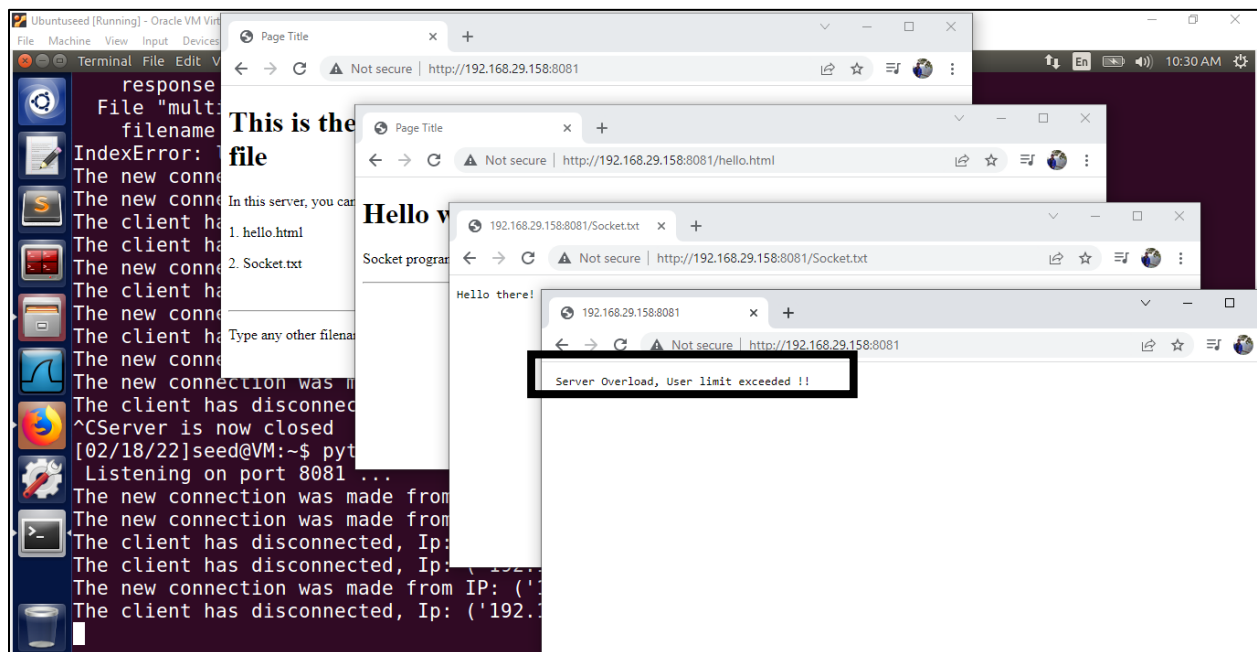 Ubuntuseed [Running] - Oracle VM Virt
File Machine View Input Devices
Terminal File Edit V
En
10:30 AM
response
File "multi
filename
IndexError:
The new conne
The new conne
The client ha
The client ha
The new conne
The client ha
The new conne
The client ha
The new conne
The new connection was m
The client has disconnec
^CServer is now closed
[02/18/22]seed@VM:~$ pyt
Listening on port 8081 ...
The new connection was made from
The new connection was made from
The client has disconnected, Ip:
The client has disconnected, Ip: ('192.
The new connection was made from IP: ('1
The client has disconnected, Ip: ('192.1
Page Title
Not secure | http://192.168.29.158:8081
This is the
file
In this server, you can
1. hello.html
2. Socket.txt
Type any other filenam
Page Title
Not secure | http://192.168.29.158:8081/hello.html
Hello w
Socket program
192.168.29.158:8081/Socket.txt
Not secure | http://192.168.29.158:8081/Socket.txt
Hello there!
192.168.29.158:8081
Not secure | http://192.168.29.158:8081
Server Overload, User limit exceeded !!